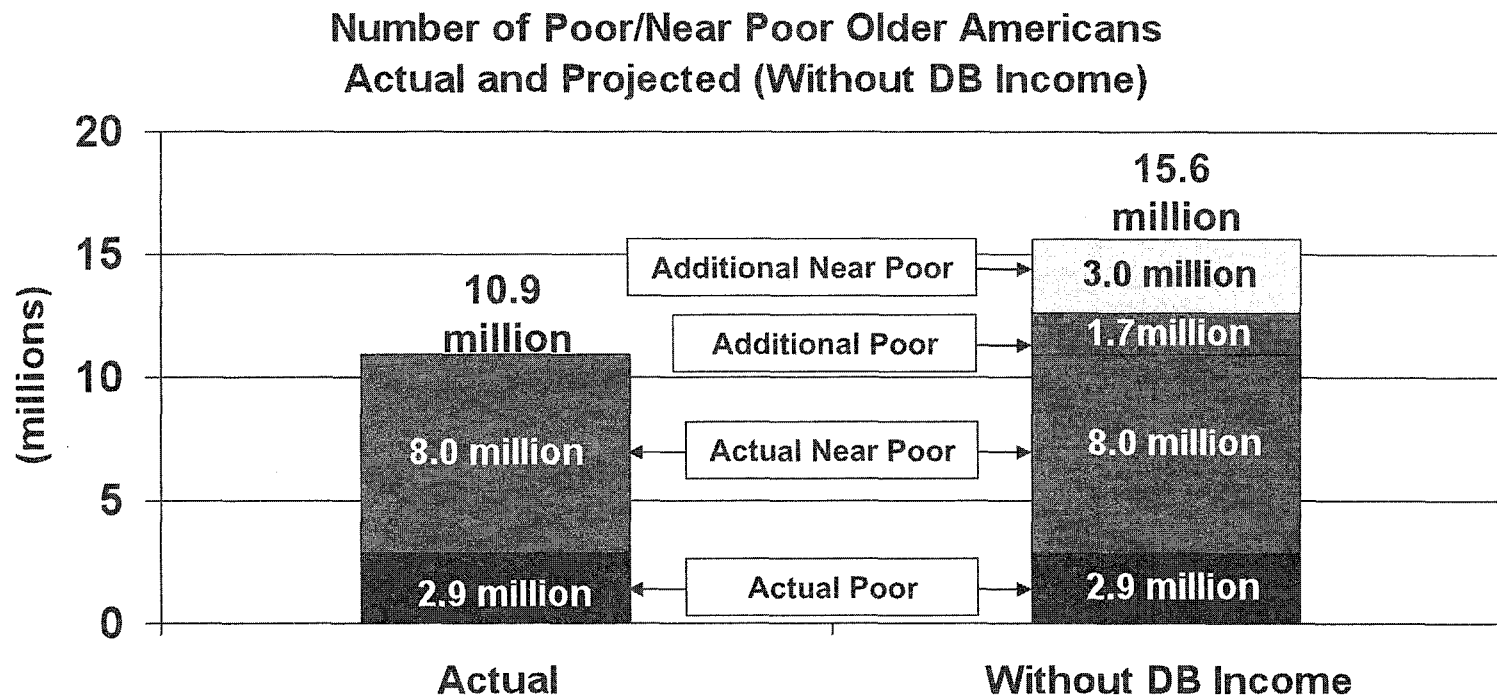 Number of Poor/Near Poor Older Americans
Actual and Projected (Without DB Income)
(millions)
20
15
10
5
0
10.9
million
8.0 million
2.9 million
Additional Near Poor
Additional Poor
Actual Near Poor
Actual Poor
15.6
million
3.0 million
1.7million
8.0 million
2.9 million
Actual
Without DB Income